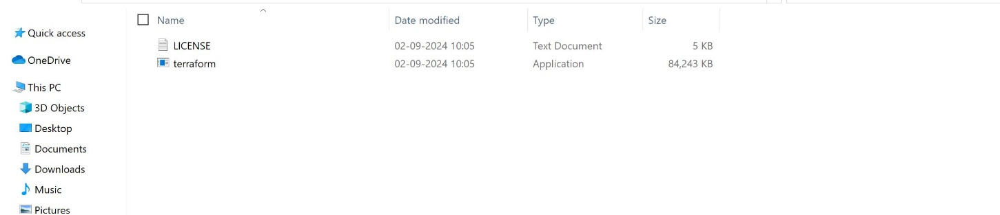 Name Date modified Type Size
Quick access
LICENSE 02-09-2024 10:05 Text Document 5 KB
OneDrive
terraform 02-09-2024 10:05 Application 84,243 KB
This PC
3D Objects
Desktop
Documents
Downloads
Music
Pictures